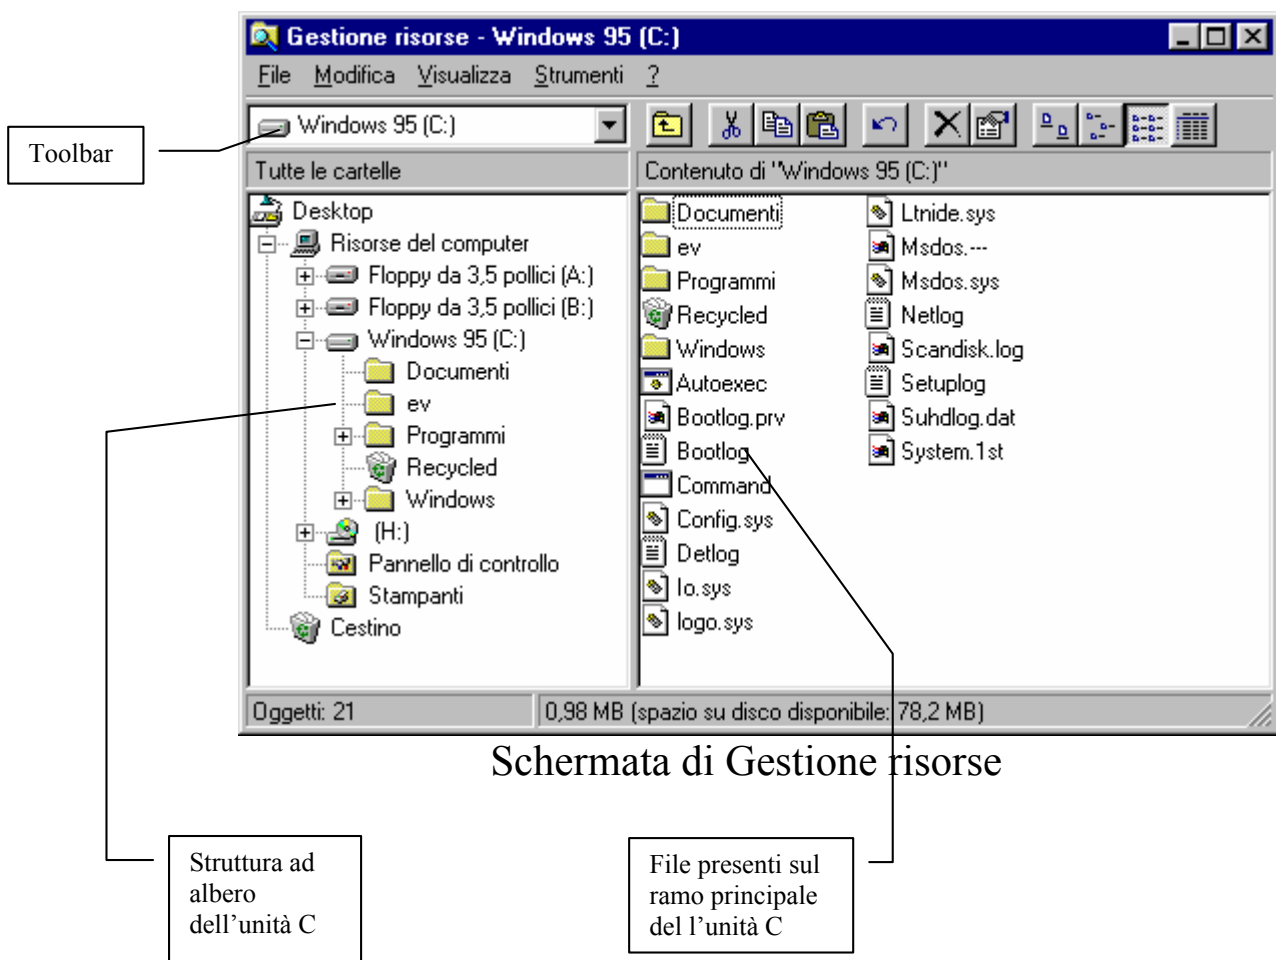 Gestione risorse - Windows 95 (C:)
File Modifica Visualizza Strumenti ?
Windows 95 (C:)
Toolbar
Tutte le cartelle
Contenuto di "Windows 95 (C:)"
Desktop
Risorse del computer
Floppy da 3,5 pollici (A:)
Floppy da 3,5 pollici (B:)
Windows 95 (C:)
Documenti
ev
Programmi
Recycled
Windows
(H:)
Pannello di controllo
Stampanti
Cestino
Documenti
ev
Programmi
Recycled
Windows
Autoexec
Bootlog.prv
Bootlog
Command
Config.sys
Detlog
Io.sys
logo.sys
Ltnide.sys
Msdos.---
Msdos.sys
Netlog
Scandisk.log
Setuplog
Suhdlog.dat
System.1st
Oggetti: 21
0,98 MB (spazio su disco disponibile: 78,2 MB)
Schermata di Gestione risorse
Struttura ad
albero
dell’unità C
File presenti sul
ramo principale
del l’unità C